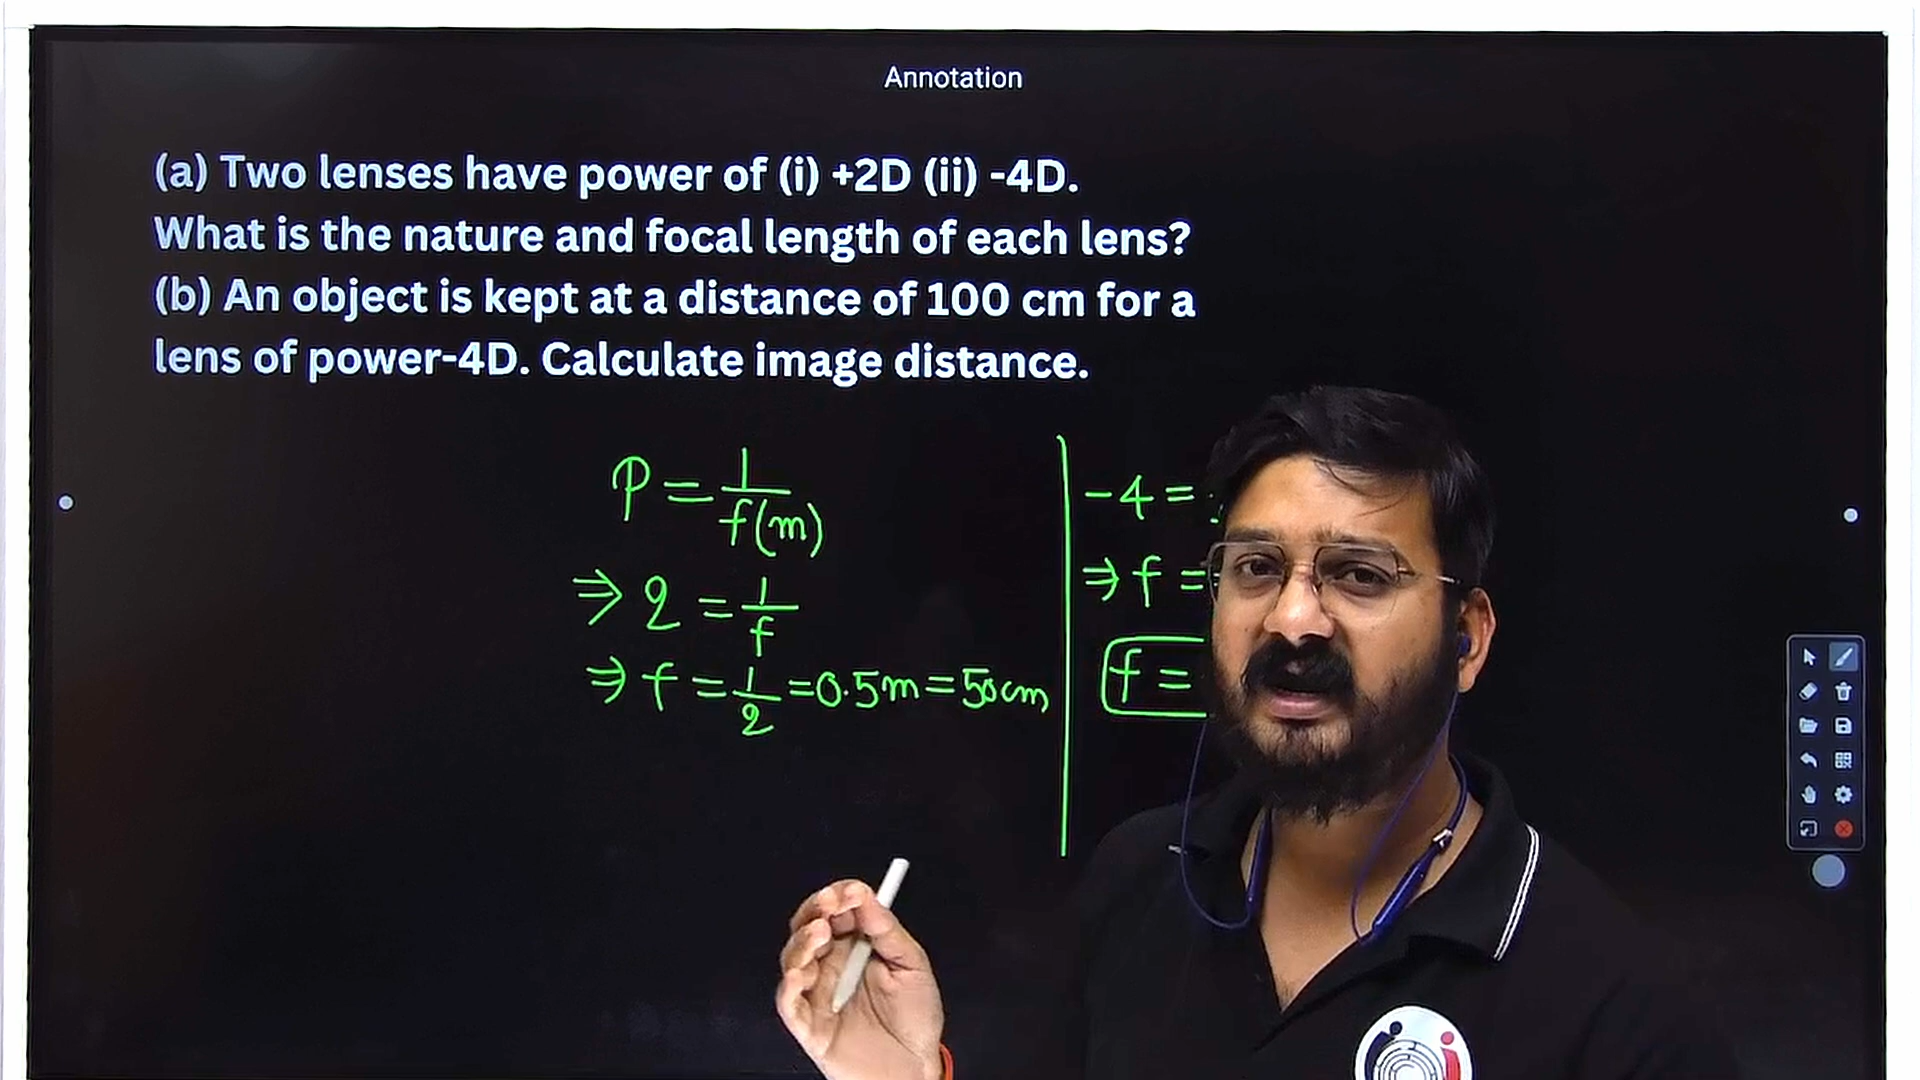 Annotation
(a) Two lenses have power of (i) +2D (ii) -4D.
What is the nature and focal length of each lens?
(b) An object is kept at a distance of 100 cm for a
lens of power-4D. Calculate image distance.
P = 1/f(m)
⇒ 2 = 1/f
⇒ f = 1/2 = 0.5m = 50cm
-4 =
⇒ f =
f =